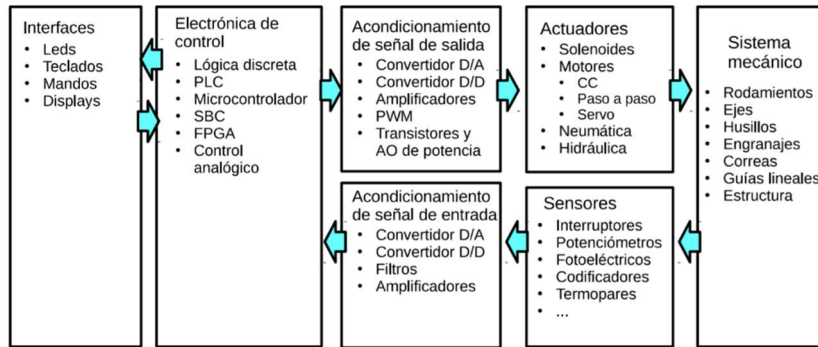 Interfaces
• Leds
• Teclados
• Mandos
• Displays
Electrónica de
control
• Lógica discreta
• PLC
• Microcontrolador
• SBC
• FPGA
• Control
analógico
Acondicionamiento
de señal de salida
• Convertidor D/A
• Convertidor D/D
• Amplificadores
• PWM
• Transistores y
AO de potencia
Actuadores
• Solenoides
• Motores
• CC
• Paso a paso
• Servo
• Neumática
• Hidráulica
Acondicionamiento
de señal de entrada
• Convertidor D/A
• Convertidor D/D
• Filtros
• Amplificadores
Sensores
• Interruptores
• Potenciómetros
• Fotoeléctricos
• Codificadores
• Termopares
• ...
Sistema
mecánico
• Rodamientos
• Ejes
• Husillos
• Engranajes
• Correas
• Guías lineales
• Estructura